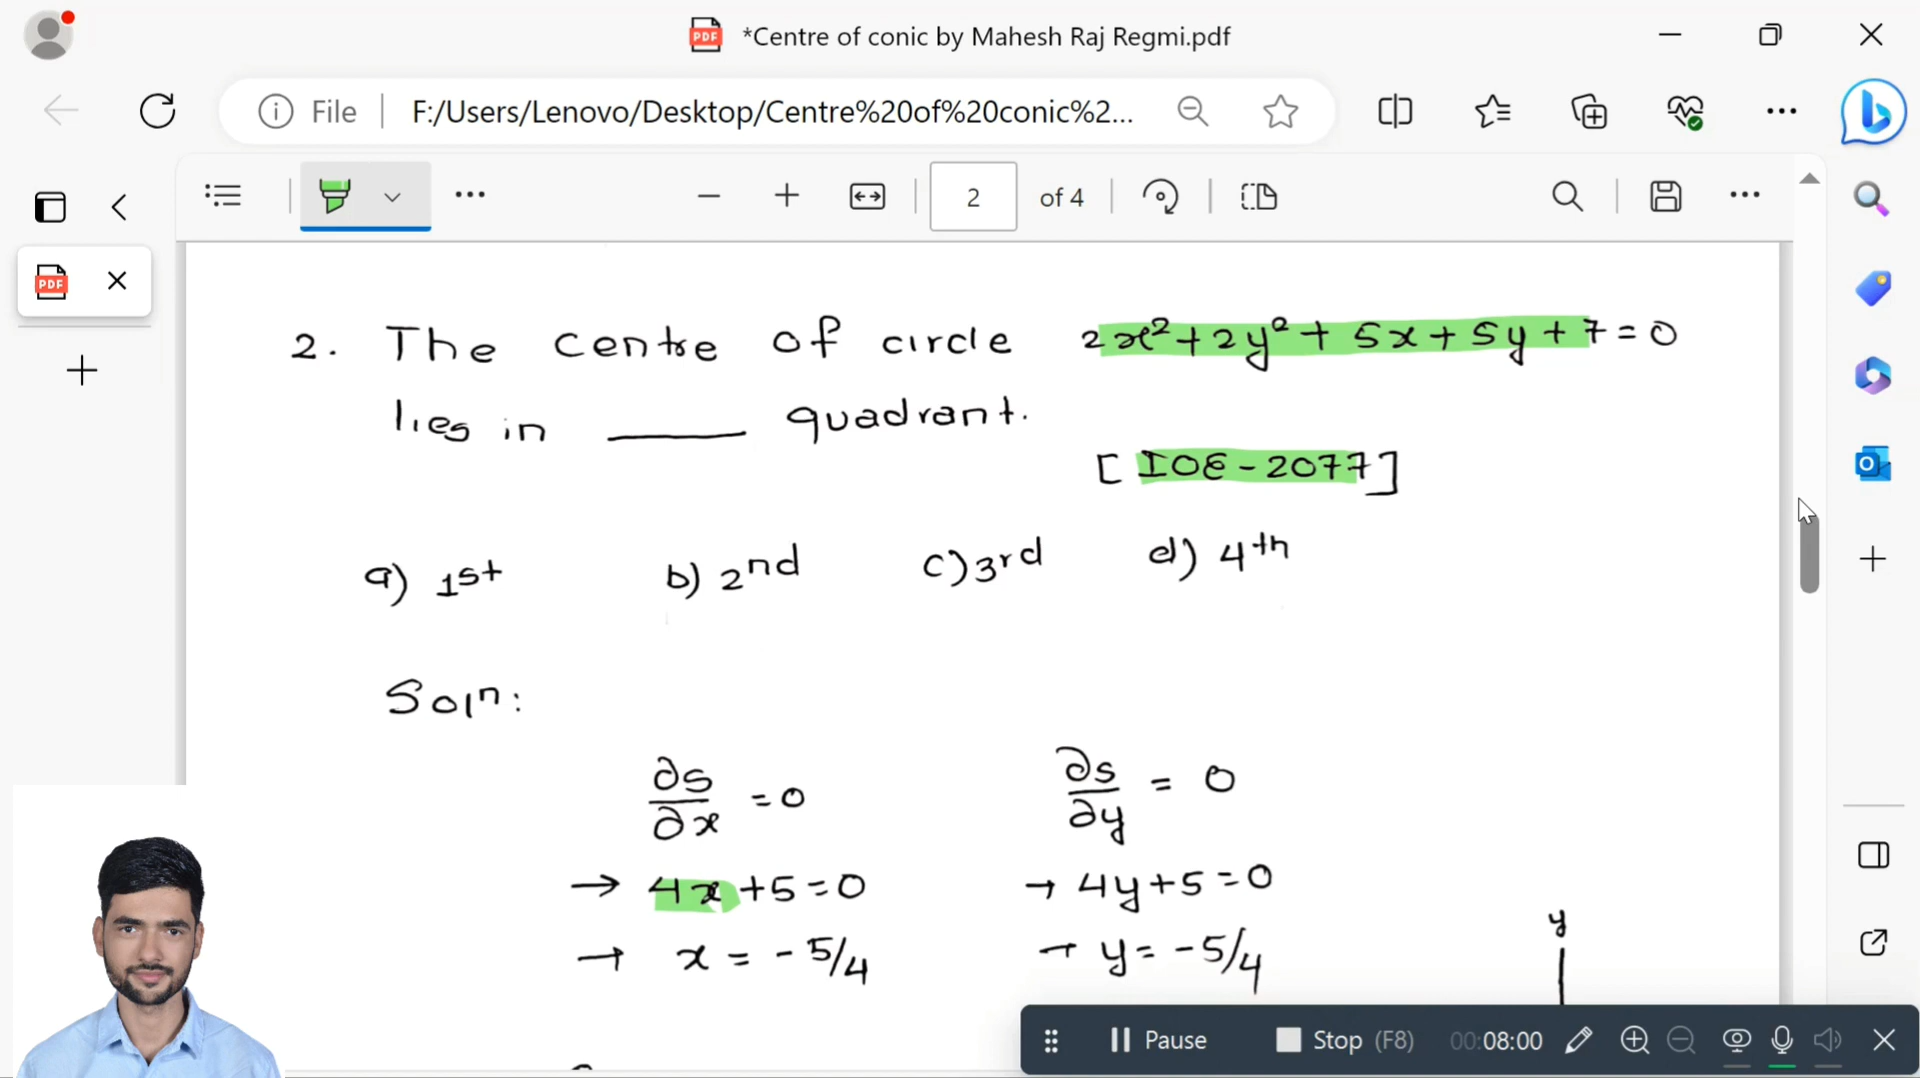 *Centre of conic by Mahesh Raj Regmi.pdf
File F:/Users/Lenovo/Desktop/Centre%20of%20conic%2...
2 of 4
2. The centre of circle 2x²+2y²+5x+5y+7=0
lies in ____ quadrant.
[IOE-2077]
a) 1st b) 2nd c) 3rd d) 4th
Soln:
∂s/∂x =0 ∂s/∂y = 0
→ 4x+5=0 → 4y+5=0
→ x = -5/4 → y= -5/4
y
Pause Stop (F8) 00:08:00